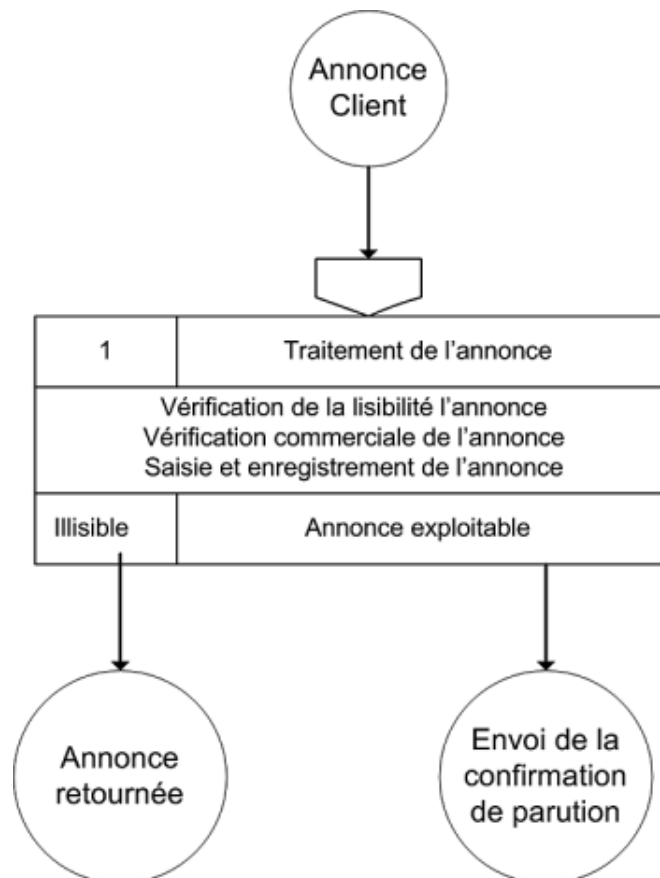 Annonce
Client
1
Traitement de l'annonce
Vérification de la lisibilité l'annonce
Vérification commerciale de l'annonce
Saisie et enregistrement de l'annonce
Illisible
Annonce exploitable
Annonce
retournée
Envoi de la
confirmation
de parution